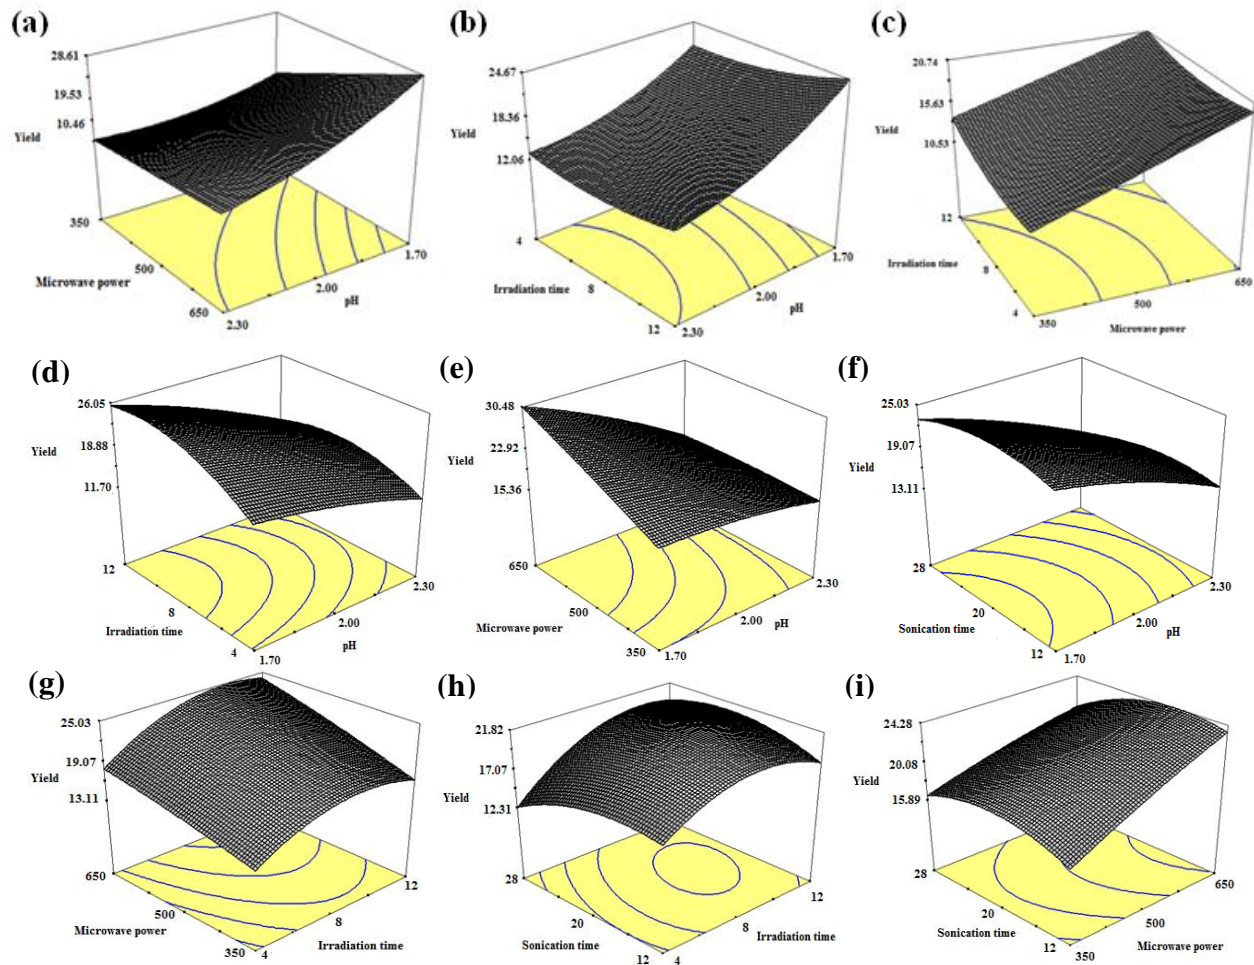 (a)
28.61
19.53
10.46
Yield
350
500
650
Microwave power
2.30
2.00
1.70
pH
(b)
24.67
18.36
12.06
Yield
4
8
12
Irradiation time
2.30
2.00
1.70
pH
(c)
20.74
15.63
10.53
Yield
12
8
4
Irradiation time
350
500
650
Microwave power
(d)
26.05
18.88
11.70
Yield
12
8
4
Irradiation time
1.70
2.00
2.30
pH
(e)
30.48
22.92
15.36
Yield
650
500
350
Microwave power
1.70
2.00
2.30
pH
(f)
25.03
19.07
13.11
Yield
28
20
12
Sonication time
1.70
2.00
2.30
pH
(g)
25.03
19.07
13.11
Yield
650
500
350
Microwave power
4
8
12
Irradiation time
(h)
21.82
17.07
12.31
Yield
28
20
12
Sonication time
4
8
12
Irradiation time
(i)
24.28
20.08
15.89
Yield
28
20
12
Sonication time
350
500
650
Microwave power